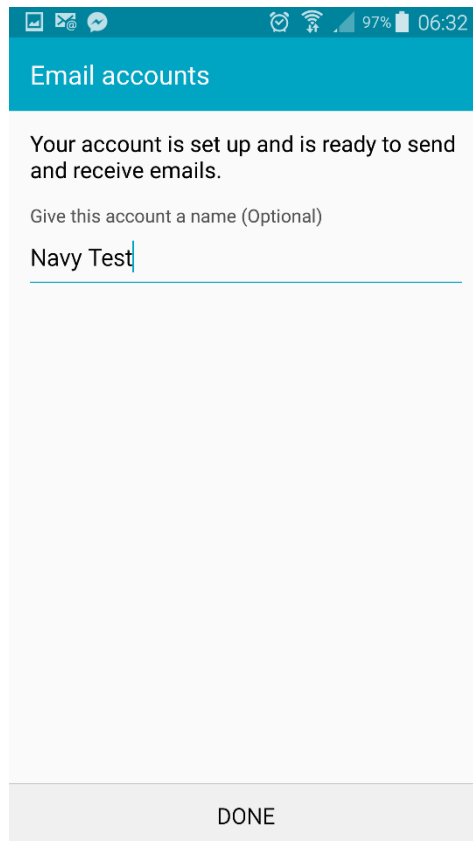 97% 06:32
Email accounts
Your account is set up and is ready to send
and receive emails.
Give this account a name (Optional)
Navy Test
DONE